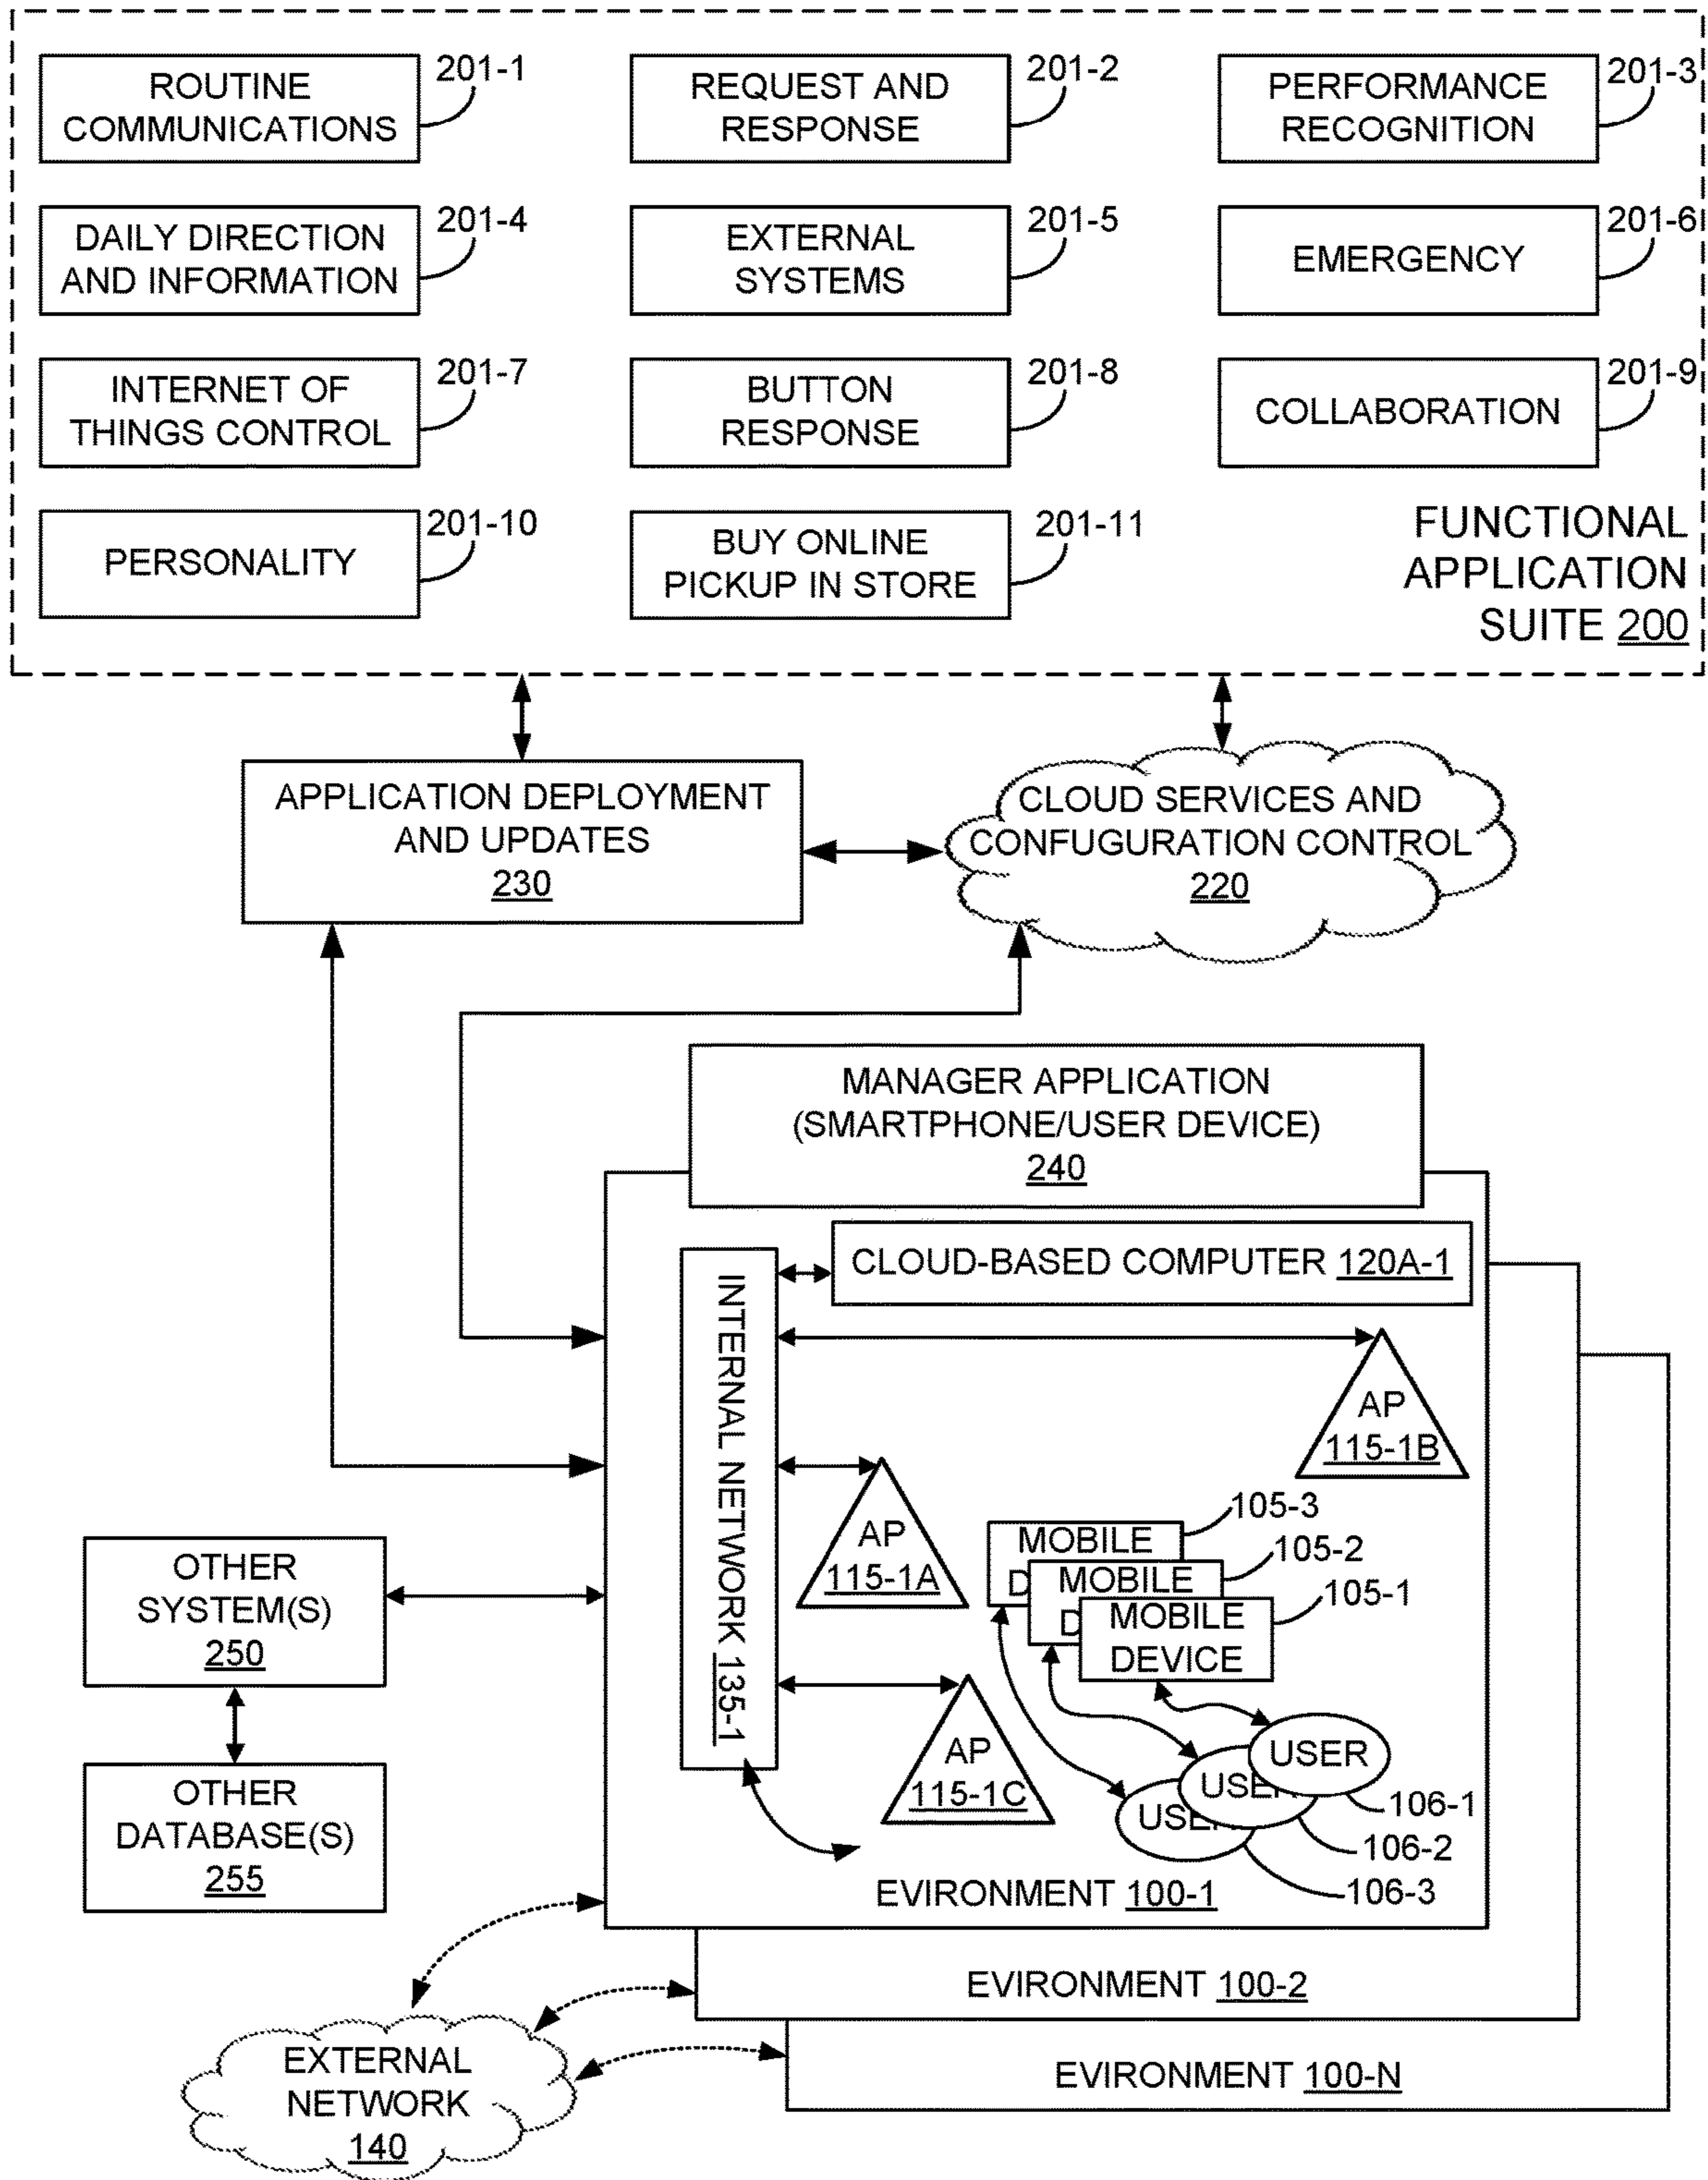 ROUTINE
COMMUNICATIONS
201-1
REQUEST AND
RESPONSE
201-2
PERFORMANCE
RECOGNITION
201-3
DAILY DIRECTION
AND INFORMATION
201-4
EXTERNAL
SYSTEMS
201-5
EMERGENCY
201-6
INTERNET OF
THINGS CONTROL
201-7
BUTTON
RESPONSE
201-8
COLLABORATION
201-9
PERSONALITY
201-10
BUY ONLINE
PICKUP IN STORE
201-11
FUNCTIONAL
APPLICATION
SUITE 200
APPLICATION DEPLOYMENT
AND UPDATES
230
CLOUD SERVICES AND
CONFUGURATION CONTROL
220
MANAGER APPLICATION
(SMARTPHONE/USER DEVICE)
240
CLOUD-BASED COMPUTER 120A-1
INTERNAL NETWORK 135-1
AP
115-1B
AP
115-1A
AP
115-1C
MOBILE
D
105-3
MOBILE
D
105-2
MOBILE
DEVICE
105-1
USER
106-1
USER
106-2
USER
106-3
EVIRONMENT 100-1
EVIRONMENT 100-2
EVIRONMENT 100-N
OTHER
SYSTEM(S)
250
OTHER
DATABASE(S)
255
EXTERNAL
NETWORK
140